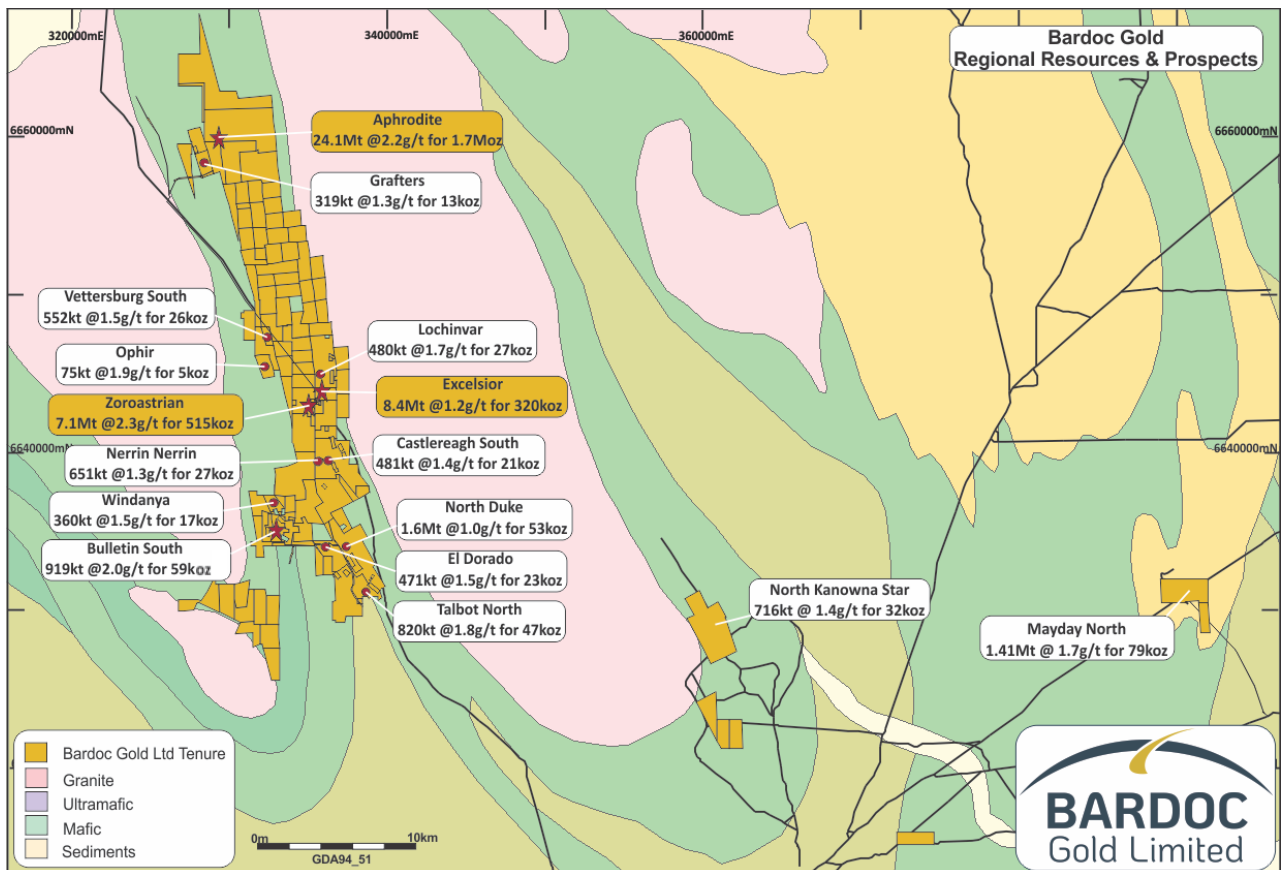 320000mE
340000mE
360000mE
Bardoc Gold
Regional Resources & Prospects
6660000mN
6660000mN
Aphrodite
24.1Mt @2.2g/t for 1.7Moz
Grafters
319kt @1.3g/t for 13koz
Vettersburg South
552kt @1.5g/t for 26koz
Lochinvar
480kt @1.7g/t for 27koz
Ophir
75kt @1.9g/t for 5koz
Excelsior
8.4Mt @1.2g/t for 320koz
Zoroastrian
7.1Mt @2.3g/t for 515koz
Castlereagh South
481kt @1.4g/t for 21koz
6640000mN
6640000mN
Nerrin Nerrin
651kt @1.3g/t for 27koz
Windanya
360kt @1.5g/t for 17koz
North Duke
1.6Mt @1.0g/t for 53koz
Bulletin South
919kt @2.0g/t for 59koz
El Dorado
471kt @1.5g/t for 23koz
Talbot North
820kt @1.8g/t for 47koz
North Kanowna Star
716kt @ 1.4g/t for 32koz
Mayday North
1.41Mt @ 1.7g/t for 79koz
Bardoc Gold Ltd Tenure
Granite
Ultramafic
Mafic
Sediments
0m
10km
GDA94_51
BARDOC
Gold Limited